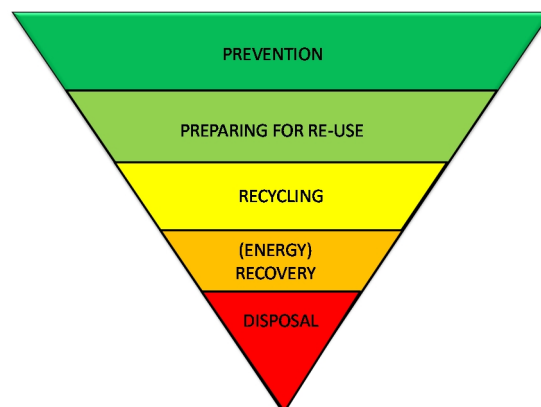 PREVENTION
PREPARING FOR RE-USE
RECYCLING
(ENERGY)
RECOVERY
DISPOSAL